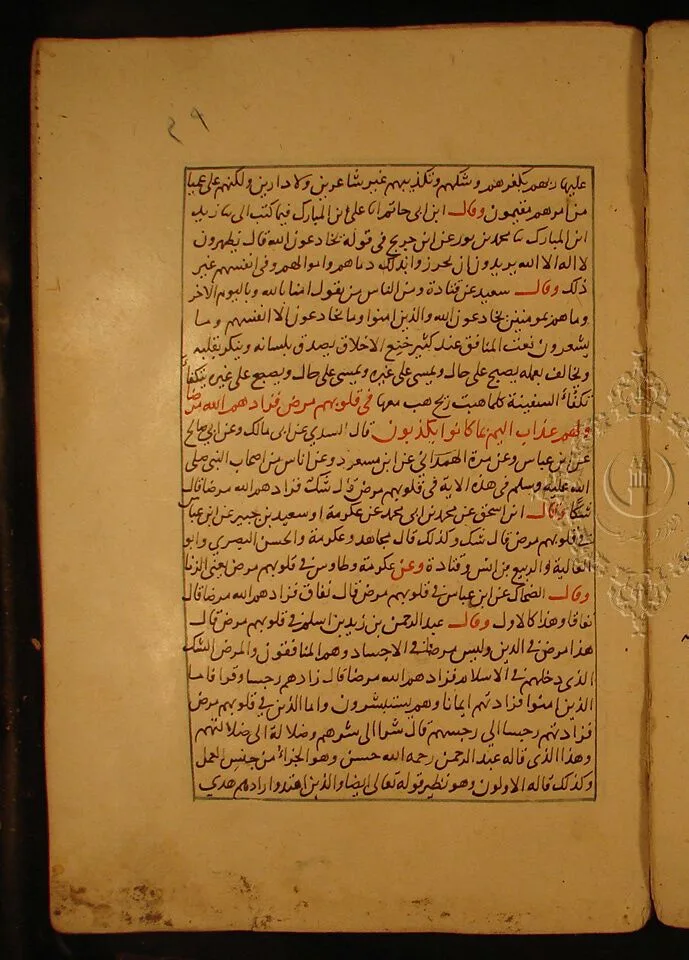 عليها ربهم بكفرهم وشكهم وتكذيبهم غير شاعرين ولا دارين ولكنهم على عميا
من امرهم مقيمون وقال ابن ابي حاتم انا علي بن المبارك فيما كتب الي ثنا زيد
ابن المبارك ثنا محمد بن ثور عن ابن جريج في قوله يخادعون الله قال يظهرون
لا اله الا الله يريدون ان يحرزوا بذلك دماهم واموالهم وفي انفسهم غير
ذلك وقال سعيد عن قتادة ومن الناس من يقول امنا بالله وباليوم الاخر
وما هم بمومنين يخادعون الله والذين امنوا وما يخادعون الا انفسهم وما
يشعرون نعت المنافق عند كثير خنع الاخلاق يصدق بلسانه وينكر بقلبه
ويخالف بعمله يصبح على حال ويمسي على غيره ويمسي على حال ويصبح على غيره يتكفأ
تكفأ السفينة كلما هبت ريح هب معها في قلوبهم مرض فزادهم الله مرضا
ولهم عذاب اليم بما كانوا يكذبون قال السدي عن ابي مالك وعن ابي صالح
عن ابن عباس وعن مرة الهمداني عن ابن مسعود وعن اناس من اصحاب النبي صلى
الله عليه وسلم في هذه الاية في قلوبهم مرض قال شك فزادهم الله مرضا قال
شكا وقال ابن اسحق عن محمد بن ابي محمد عن عكرمة او سعيد بن جبير عن ابن عباس
في قلوبهم مرض قال شك وكذلك قال مجاهد وعكرمة والحسن البصري وابو
العالية والربيع بن انس وقتادة وعن عكرمة وطاوس في قلوبهم مرض يعني الزنا
وقال الضحاك عن ابن عباس في قلوبهم مرض قال نفاق فزادهم الله مرضا قال
نفاقا وهذا كالاول وقال عبد الرحمن بن زيد بن اسلم في قلوبهم مرض قال
هذا مرض في الدين وليس مرضا في الاجساد وهم المنافقون والمرض الشك
الذي دخلهم في الاسلام فزادهم الله مرضا قال زادهم رجسا وقرا فاما
الذين امنوا فزادتهم ايمانا وهم يستبشرون واما الذين في قلوبهم مرض
فزادتهم رجسا الي رجسهم قال شرا الى شرهم وضلالة الى ضلالتهم
وهذا الذي قاله عبد الرحمن رحمه الله حسن وهو الجزاء من جنس العمل
وكذلك قاله الاولون وهو نظير قوله تعالى ايضا والذين اهتدوا زادهم هدي